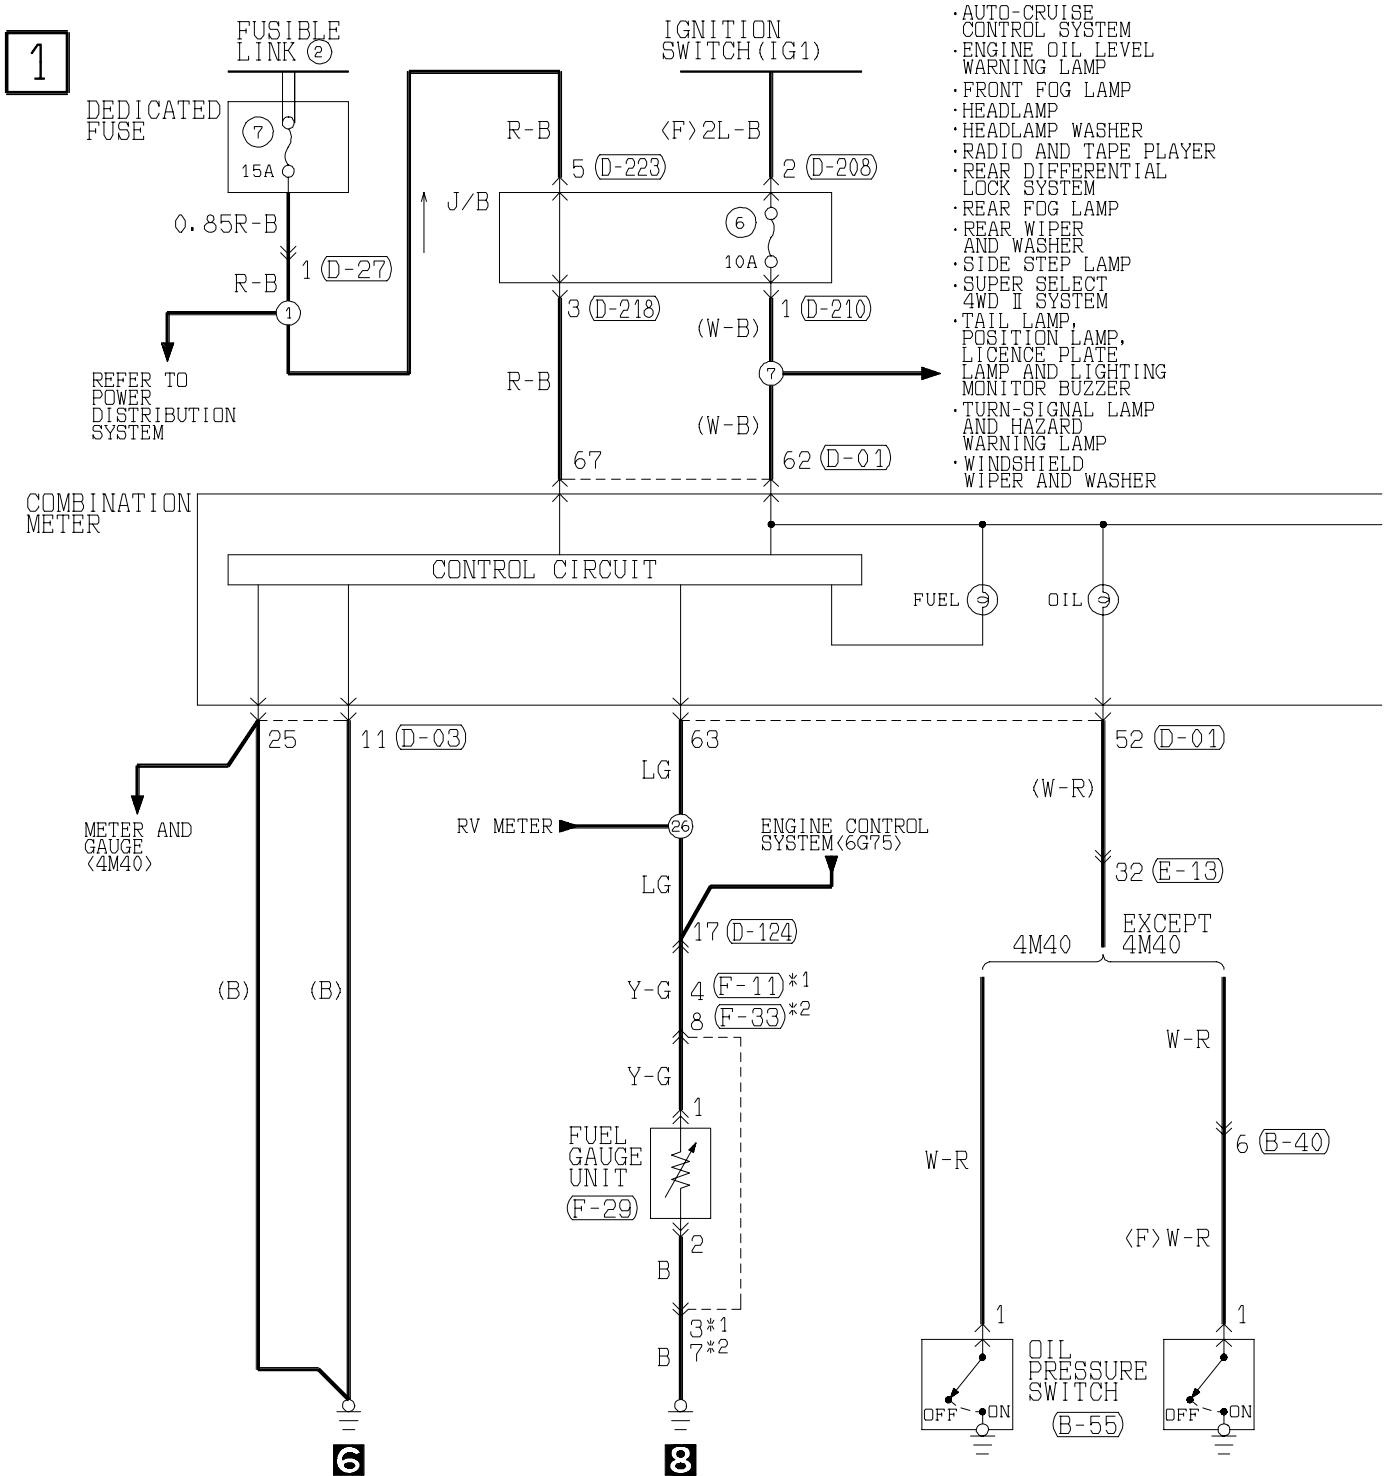 1
FUSIBLE
LINK ②
DEDICATED
FUSE
7
15A
0.85R-B
1 (D-27)
R-B
1
REFER TO
POWER
DISTRIBUTION
SYSTEM
IGNITION
SWITCH(IG1)
R-B
<F>2L-B
5 (D-223)
2 (D-208)
J/B
6
10A
3 (D-218)
1 (D-210)
(W-B)
7
R-B
(W-B)
67
62 (D-01)
·AUTO-CRUISE
CONTROL SYSTEM
·ENGINE OIL LEVEL
WARNING LAMP
·FRONT FOG LAMP
·HEADLAMP
·HEADLAMP WASHER
·RADIO AND TAPE PLAYER
·REAR DIFFERENTIAL
LOCK SYSTEM
·REAR FOG LAMP
·REAR WIPER
AND WASHER
·SIDE STEP LAMP
·SUPER SELECT
4WD Ⅱ SYSTEM
·TAIL LAMP,
POSITION LAMP,
LICENCE PLATE
LAMP AND LIGHTING
MONITOR BUZZER
·TURN-SIGNAL LAMP
AND HAZARD
WARNING LAMP
·WINDSHIELD
WIPER AND WASHER
COMBINATION
METER
CONTROL CIRCUIT
FUEL
OIL
25
11 (D-03)
63
52 (D-01)
METER AND
GAUGE
<4M40>
LG
(W-R)
RV METER
26
ENGINE CONTROL
SYSTEM<6G75>
32 (E-13)
LG
17 (D-124)
4M40
EXCEPT
4M40
(B)
(B)
Y-G
4 (F-11)*1
8 (F-33)*2
W-R
Y-G
1
FUEL
GAUGE
UNIT
(F-29)
6 (B-40)
W-R
2
<F>W-R
B
3*1
7*2
B
1
1
OIL
PRESSURE
SWITCH
(B-55)
OFF
ON
OFF
ON
6
8